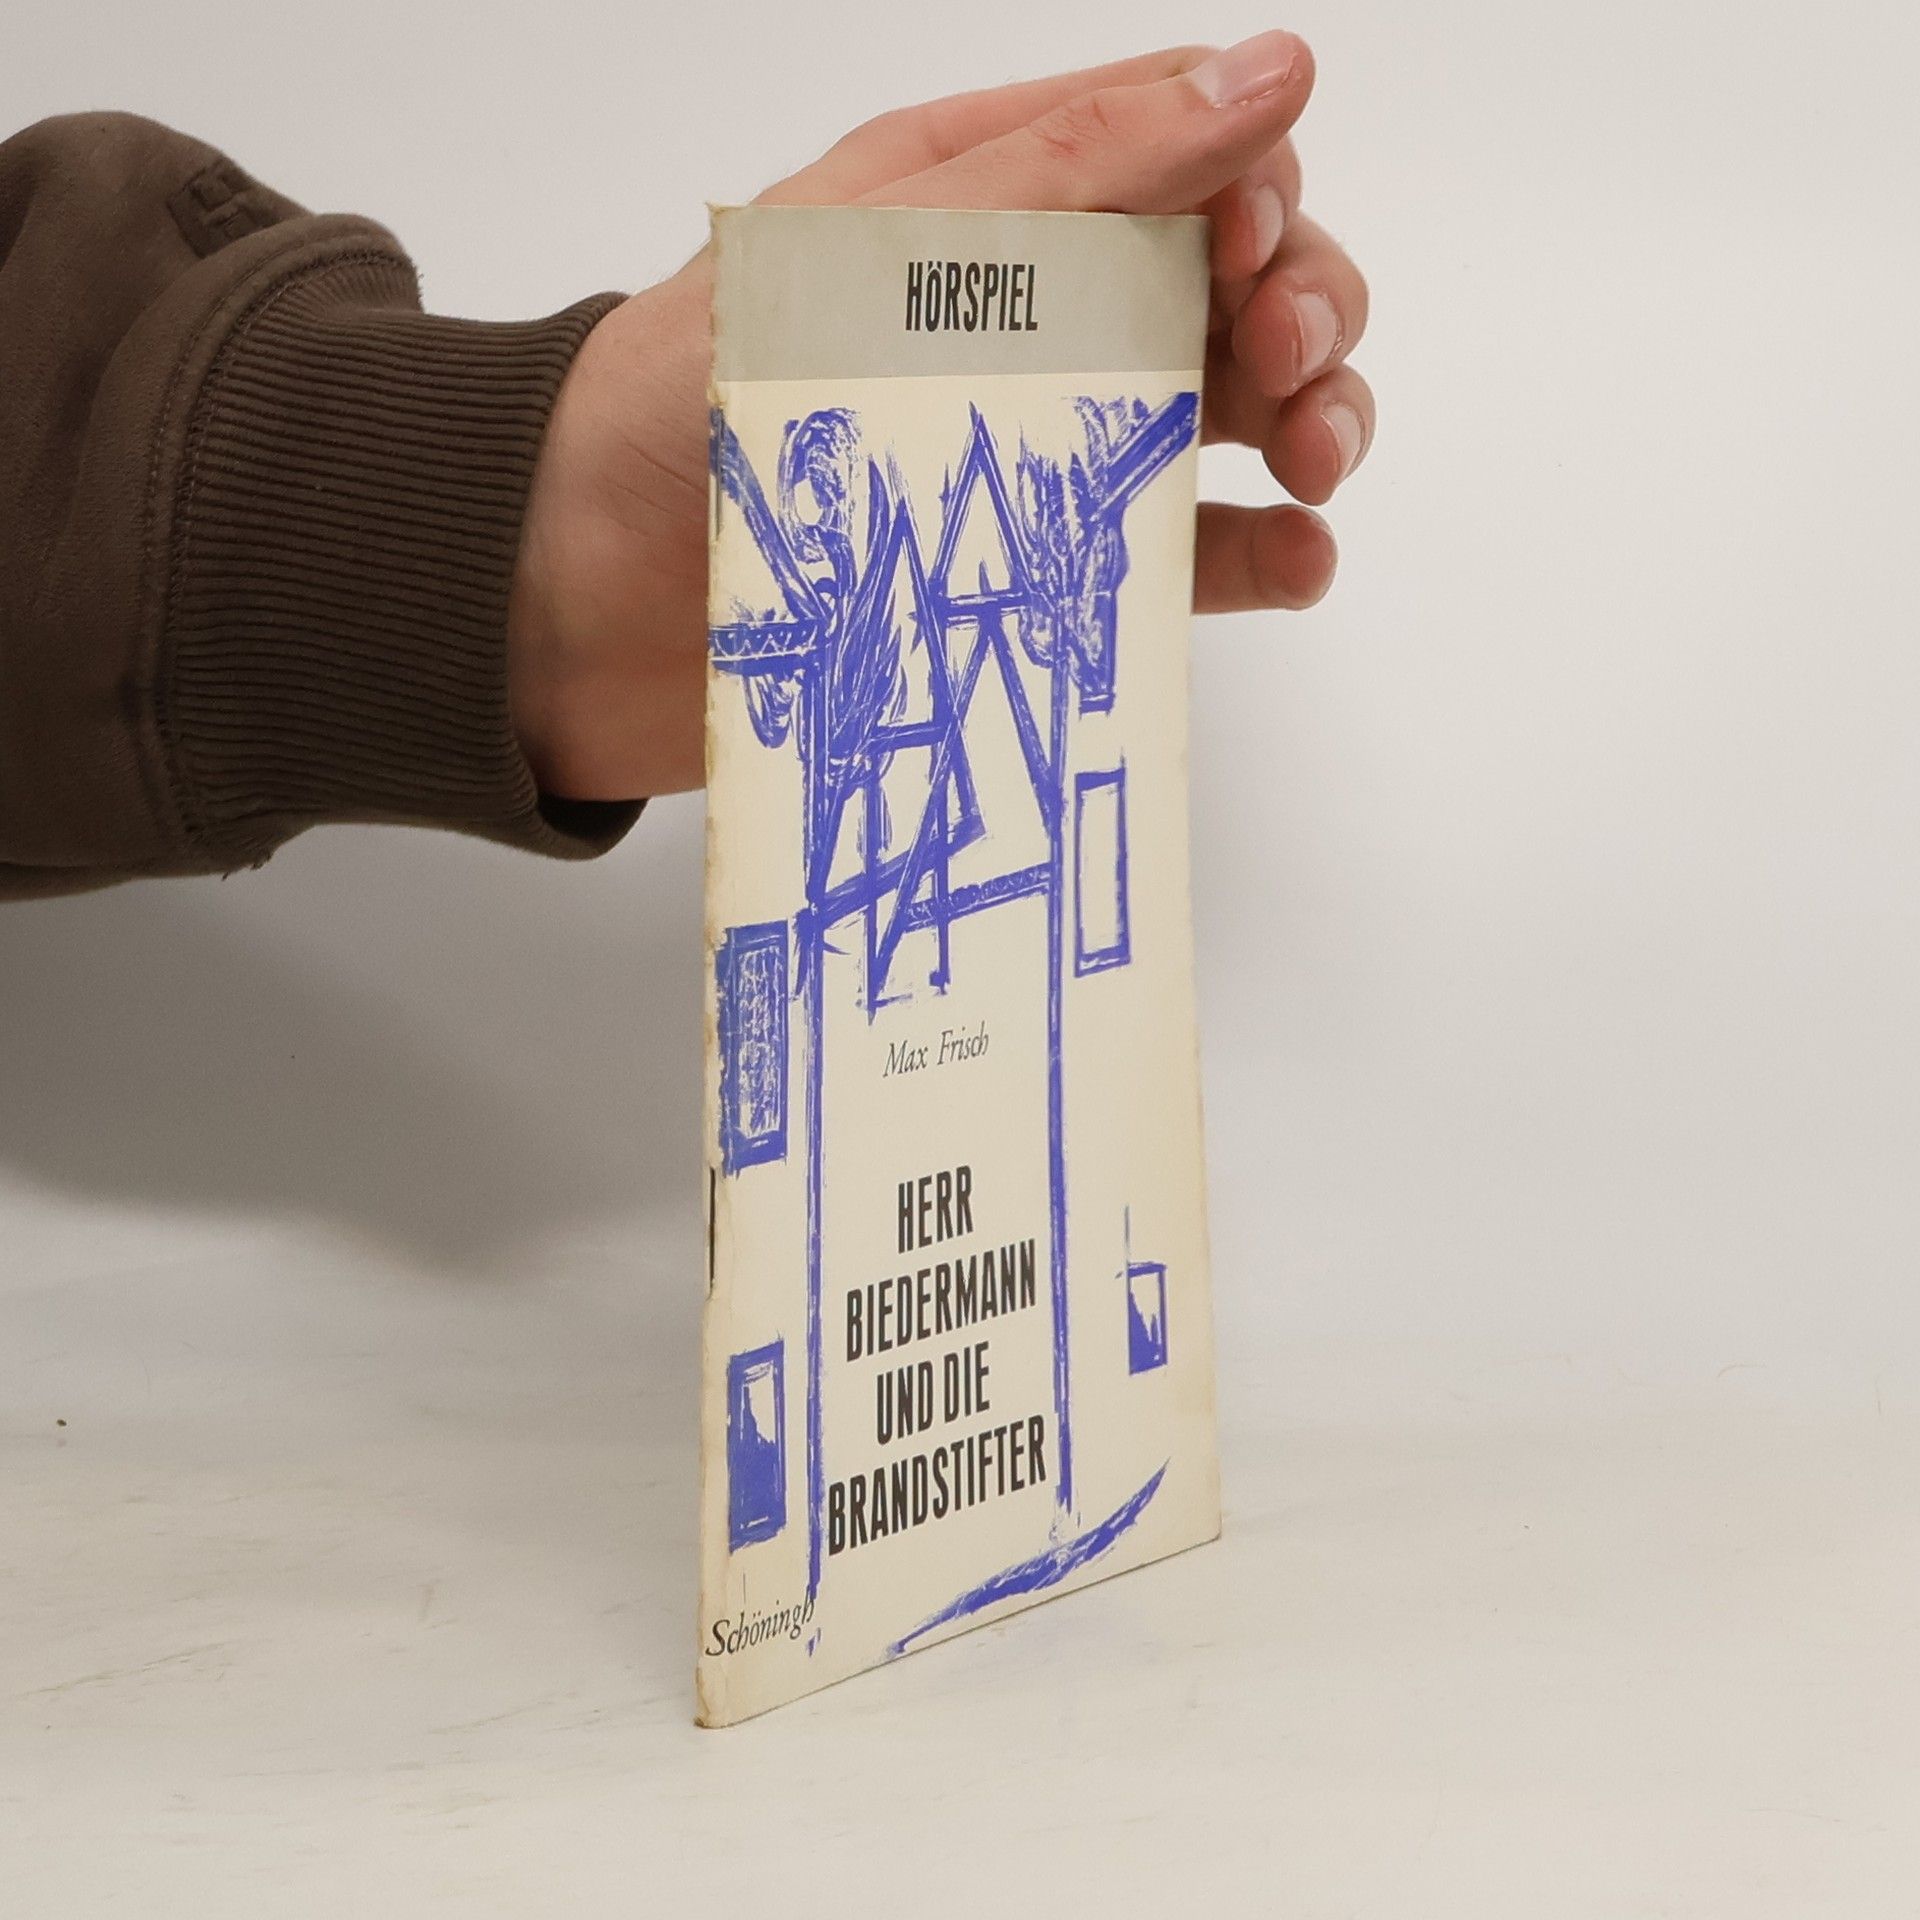 HÖRSPIEL
Max Frisch
HERR
BIEDERMANN
UND DIE
BRANDSTIFTER
Schöningh